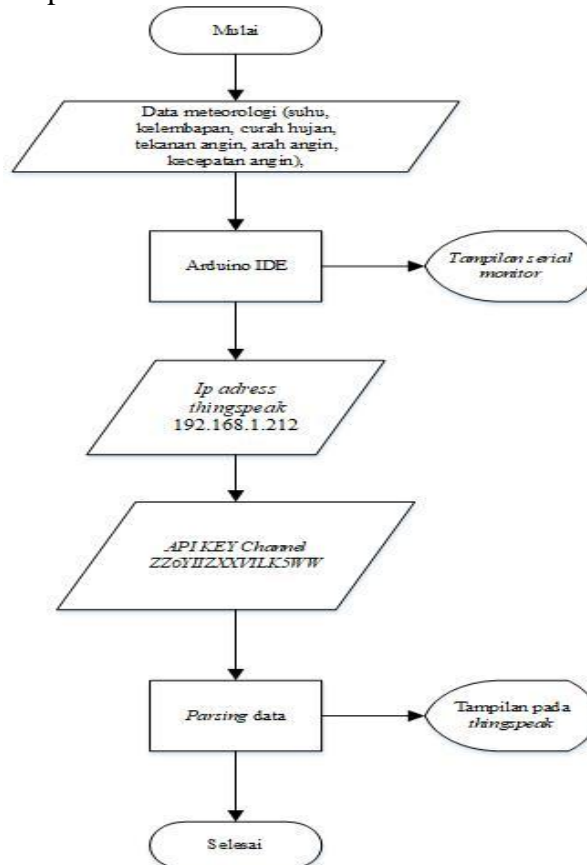 Mulai
Data meteorologi (suhu,
kelembapan, curah hujan,
tekanan angin, arah angin,
kecepatan angin),
Arduino IDE
Tampilan serial
monitor
Ip adress
thingspeak
192.168.1.212
API KEY Channel
Parsing data
Tampilan pada
thingspeak
Selesai